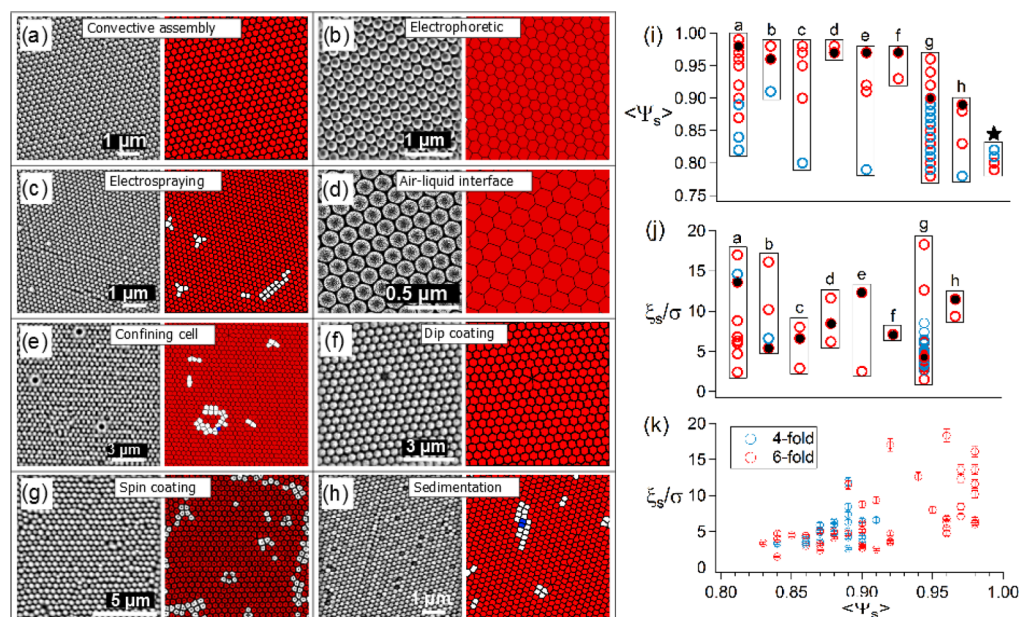 (a) Convective assembly
1 µm
(b) Electrophoretic
1 µm
(c) Electrospraying
1 µm
(d) Air-liquid interface
0.5 µm
(e) Confining cell
3 µm
(f) Dip coating
3 µm
(g) Spin coating
5 µm
(h) Sedimentation
1 µm
(i)
<Ψs>
1.00
0.95
0.90
0.85
0.80
0.75
a b c d e f g h
(j)
ξs/σ
20
15
10
5
0
a b c d e f g h
(k)
ξs/σ
20
15
10
5
0
4-fold
6-fold
0.80 0.85 0.90 0.95 1.00
<Ψs>